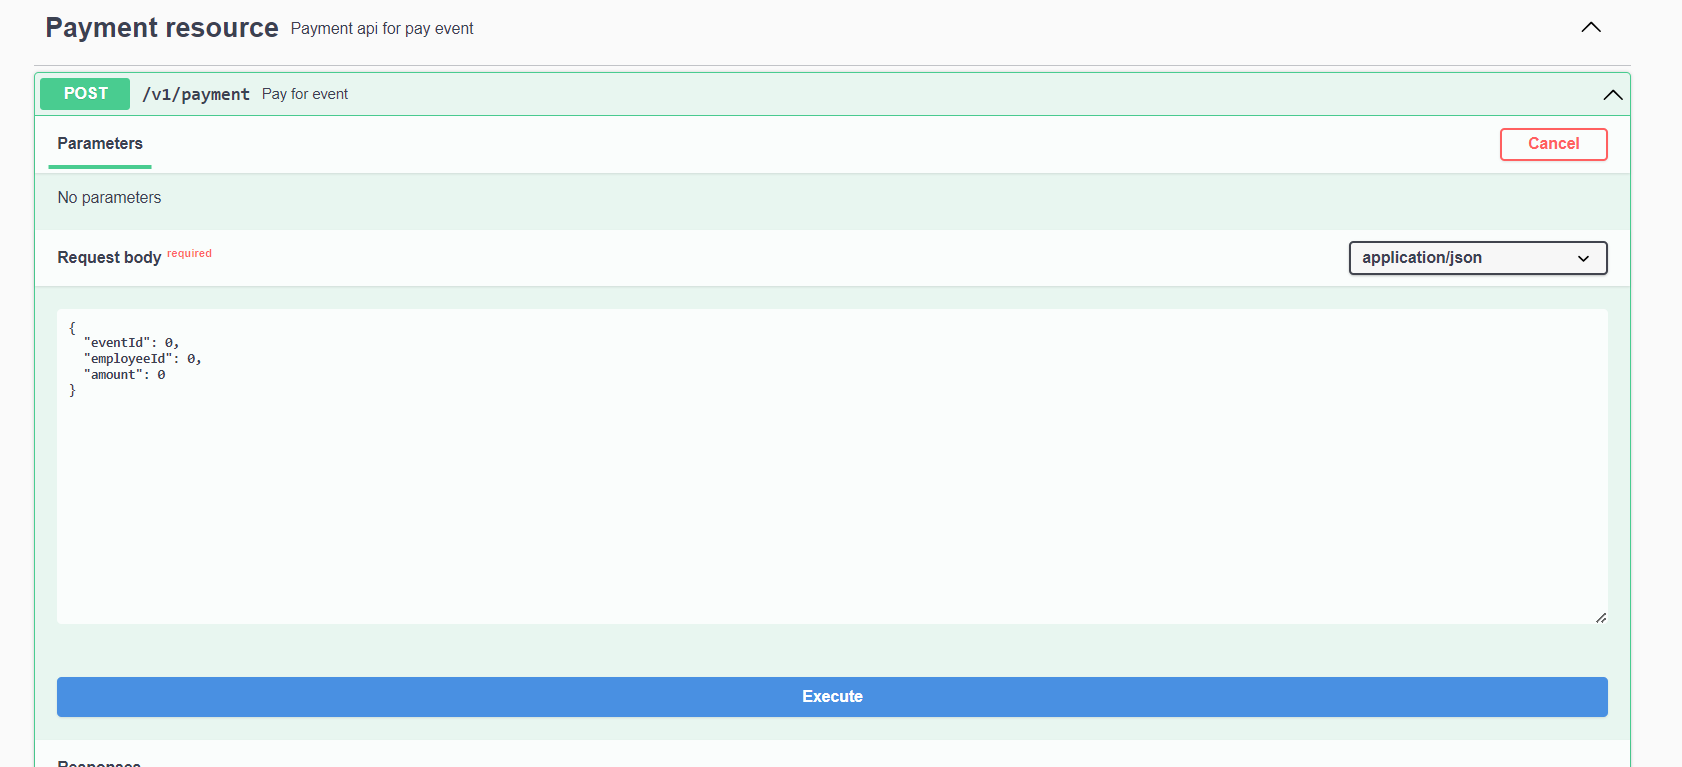 Payment resource Payment api for pay event
POST /v1/payment Pay for event
Parameters Cancel
No parameters
Request body required application/json
{
"eventId": 0,
"employeeId": 0,
"amount": 0
}
Execute
Responses